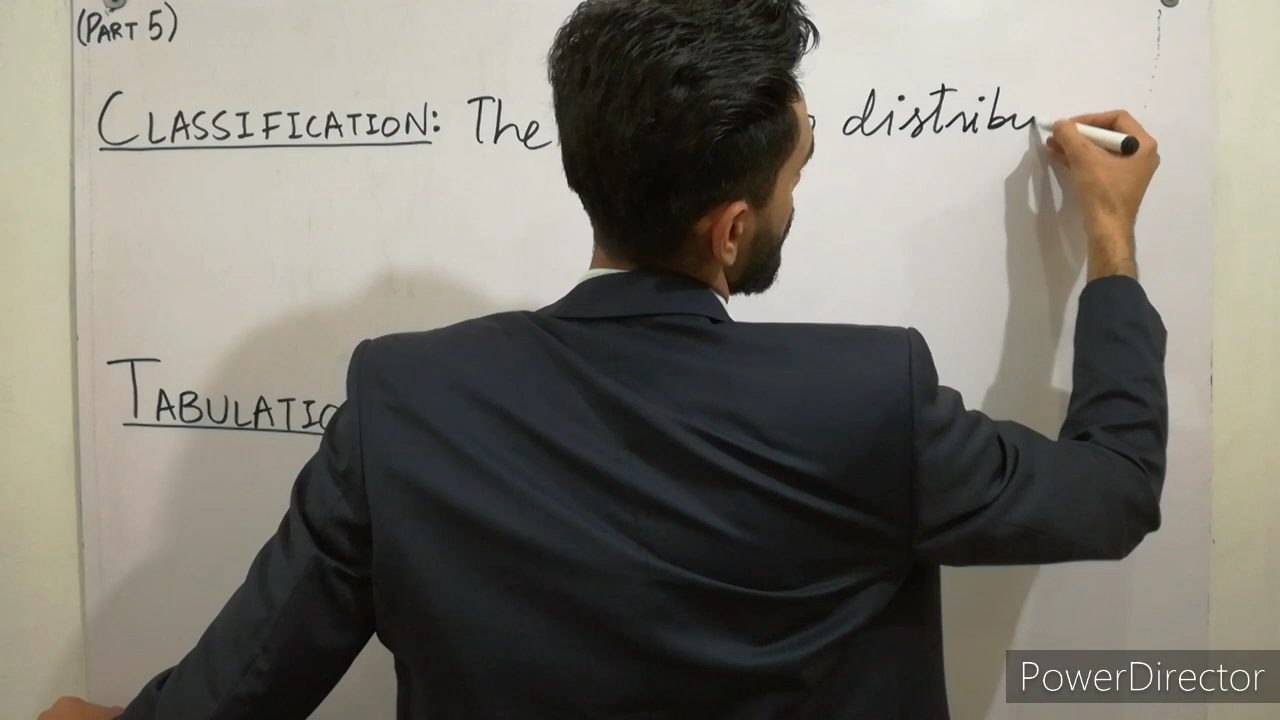 (PART 5)
CLASSIFICATION: The distribu
TABULATIO
PowerDirector